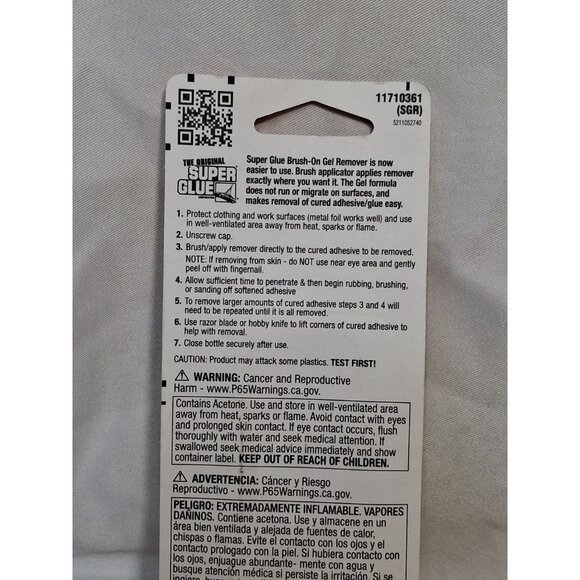 11710361
(SGR)
S211052740
THE ORIGINAL
SUPER
GLUE
Super Glue Brush-On Gel Remover is now
easier to use. Brush applicator applies remover
exactly where you want it. The Gel formula
does not run or migrate on surfaces, and
makes removal of cured adhesive/glue easy.
1. Protect clothing and work surfaces (metal foil works well) and use
in well-ventilated area away from heat, sparks or flame.
2. Unscrew cap.
3. Brush/apply remover directly to the cured adhesive to be removed.
NOTE: If removing from skin - do NOT use near eye area and gently
peel off with fingernail.
4. Allow sufficient time to penetrate & then begin rubbing, brushing,
or sanding off softened adhesive
5. To remove larger amounts of cured adhesive steps 3 and 4 will
need to be repeated until it is all removed.
6. Use razor blade or hobby knife to lift corners of cured adhesive to
help with removal.
7. Close bottle securely after use.
CAUTION: Product may attack some plastics. TEST FIRST!
⚠ WARNING: Cancer and Reproductive
Harm - www.P65Warnings.ca.gov.
Contains Acetone. Use and store in well-ventilated area
away from heat, sparks or flame. Avoid contact with eyes
and prolonged skin contact. If eye contact occurs, flush
thoroughly with water and seek medical attention. If
swallowed seek medical advice immediately and show
container label. KEEP OUT OF REACH OF CHILDREN.
⚠ ADVERTENCIA: Cáncer y Riesgo
Reproductivo - www.P65Warnings.ca.gov.
PELIGRO: EXTREMADAMENTE INFLAMABLE. VAPORES
DAÑINOS. Contiene acetona. Use y almacene en un
área bien ventilada y alejada de fuentes de calor,
chispas o flamas. Evite el contacto con los ojos y el
contacto prolongado con la piel. Si hubiera contacto con
los ojos, enjuague abundante- mente con agua y
busque atención médica si persiste la irritación. Si se